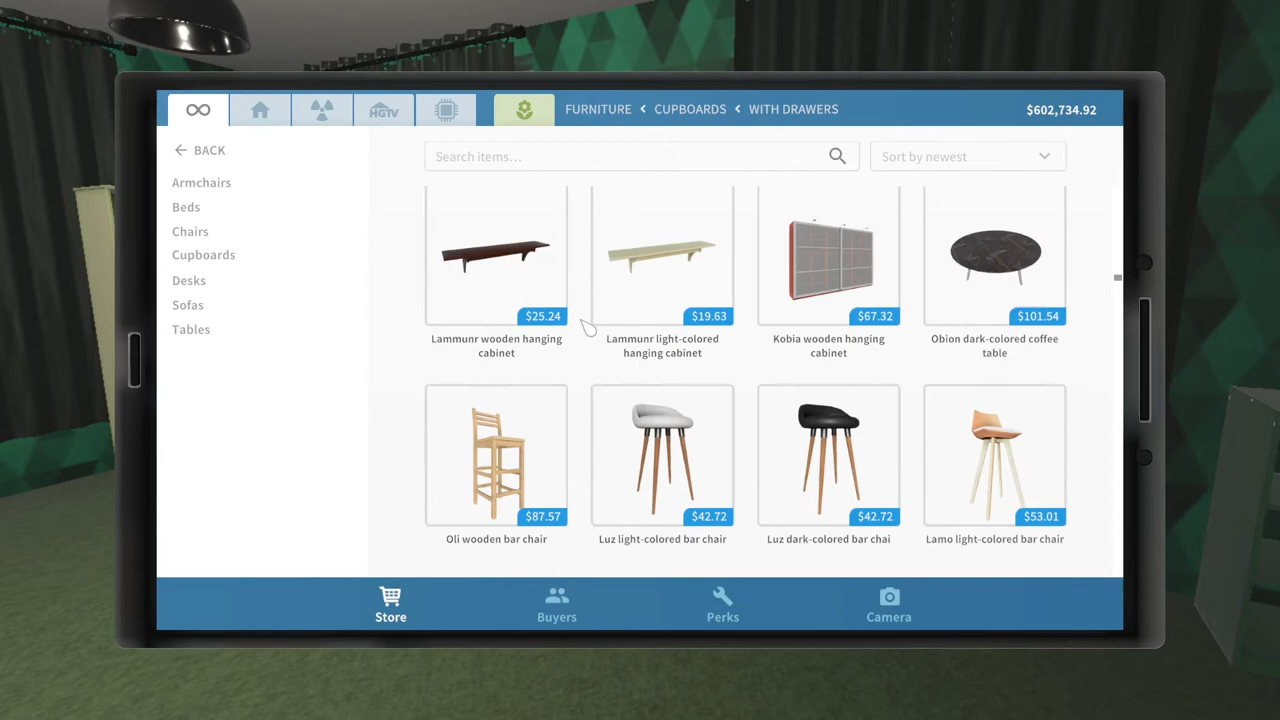 HGTV
FURNITURE < CUPBOARDS < WITH DRAWERS
$602,734.92
BACK
Search items...
Sort by newest
Armchairs
Beds
Chairs
Cupboards
Desks
Sofas
Tables
$25.24
$19.63
$67.32
$101.54
Lammunr wooden hanging
cabinet
Lammunr light-colored
hanging cabinet
Kobia wooden hanging
cabinet
Obion dark-colored coffee
table
$87.57
$42.72
$42.72
$53.01
Oli wooden bar chair
Luz light-colored bar chair
Luz dark-colored bar chai
Lamo light-colored bar chair
Store
Buyers
Perks
Camera